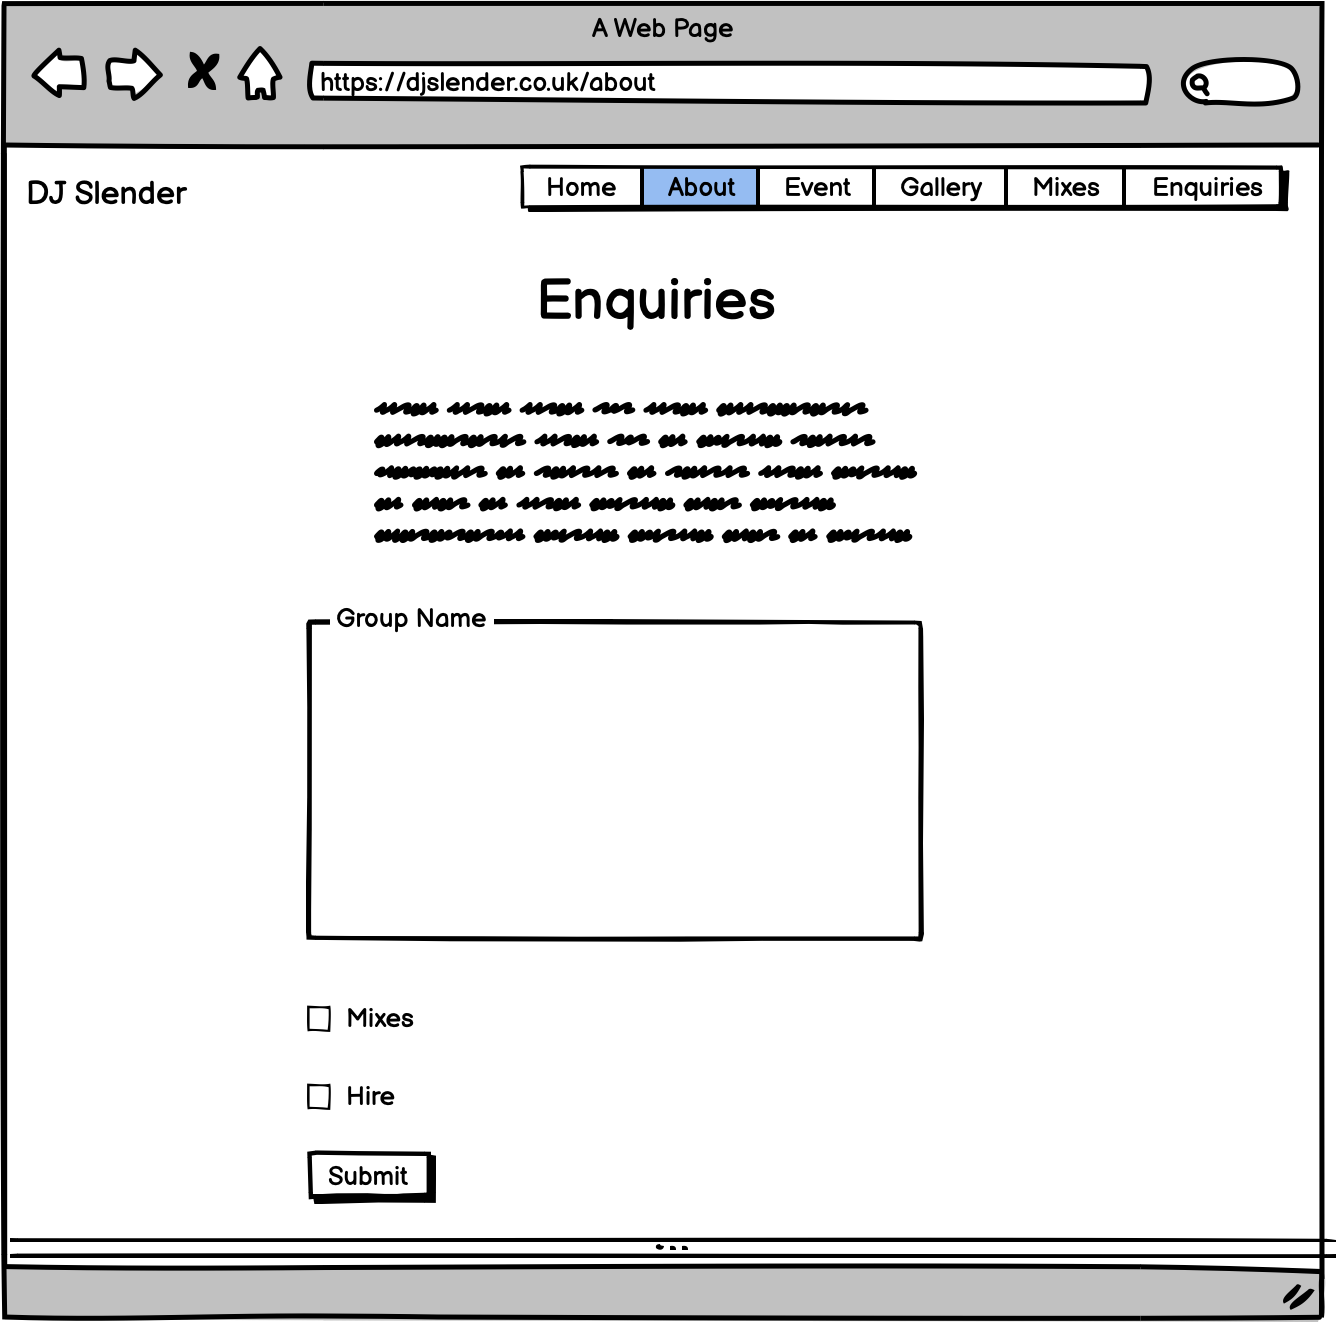 A Web Page
https://djslender.co.uk/about
DJ Slender
Home About Event Gallery Mixes Enquiries
Enquiries
Group Name
Mixes
Hire
Submit